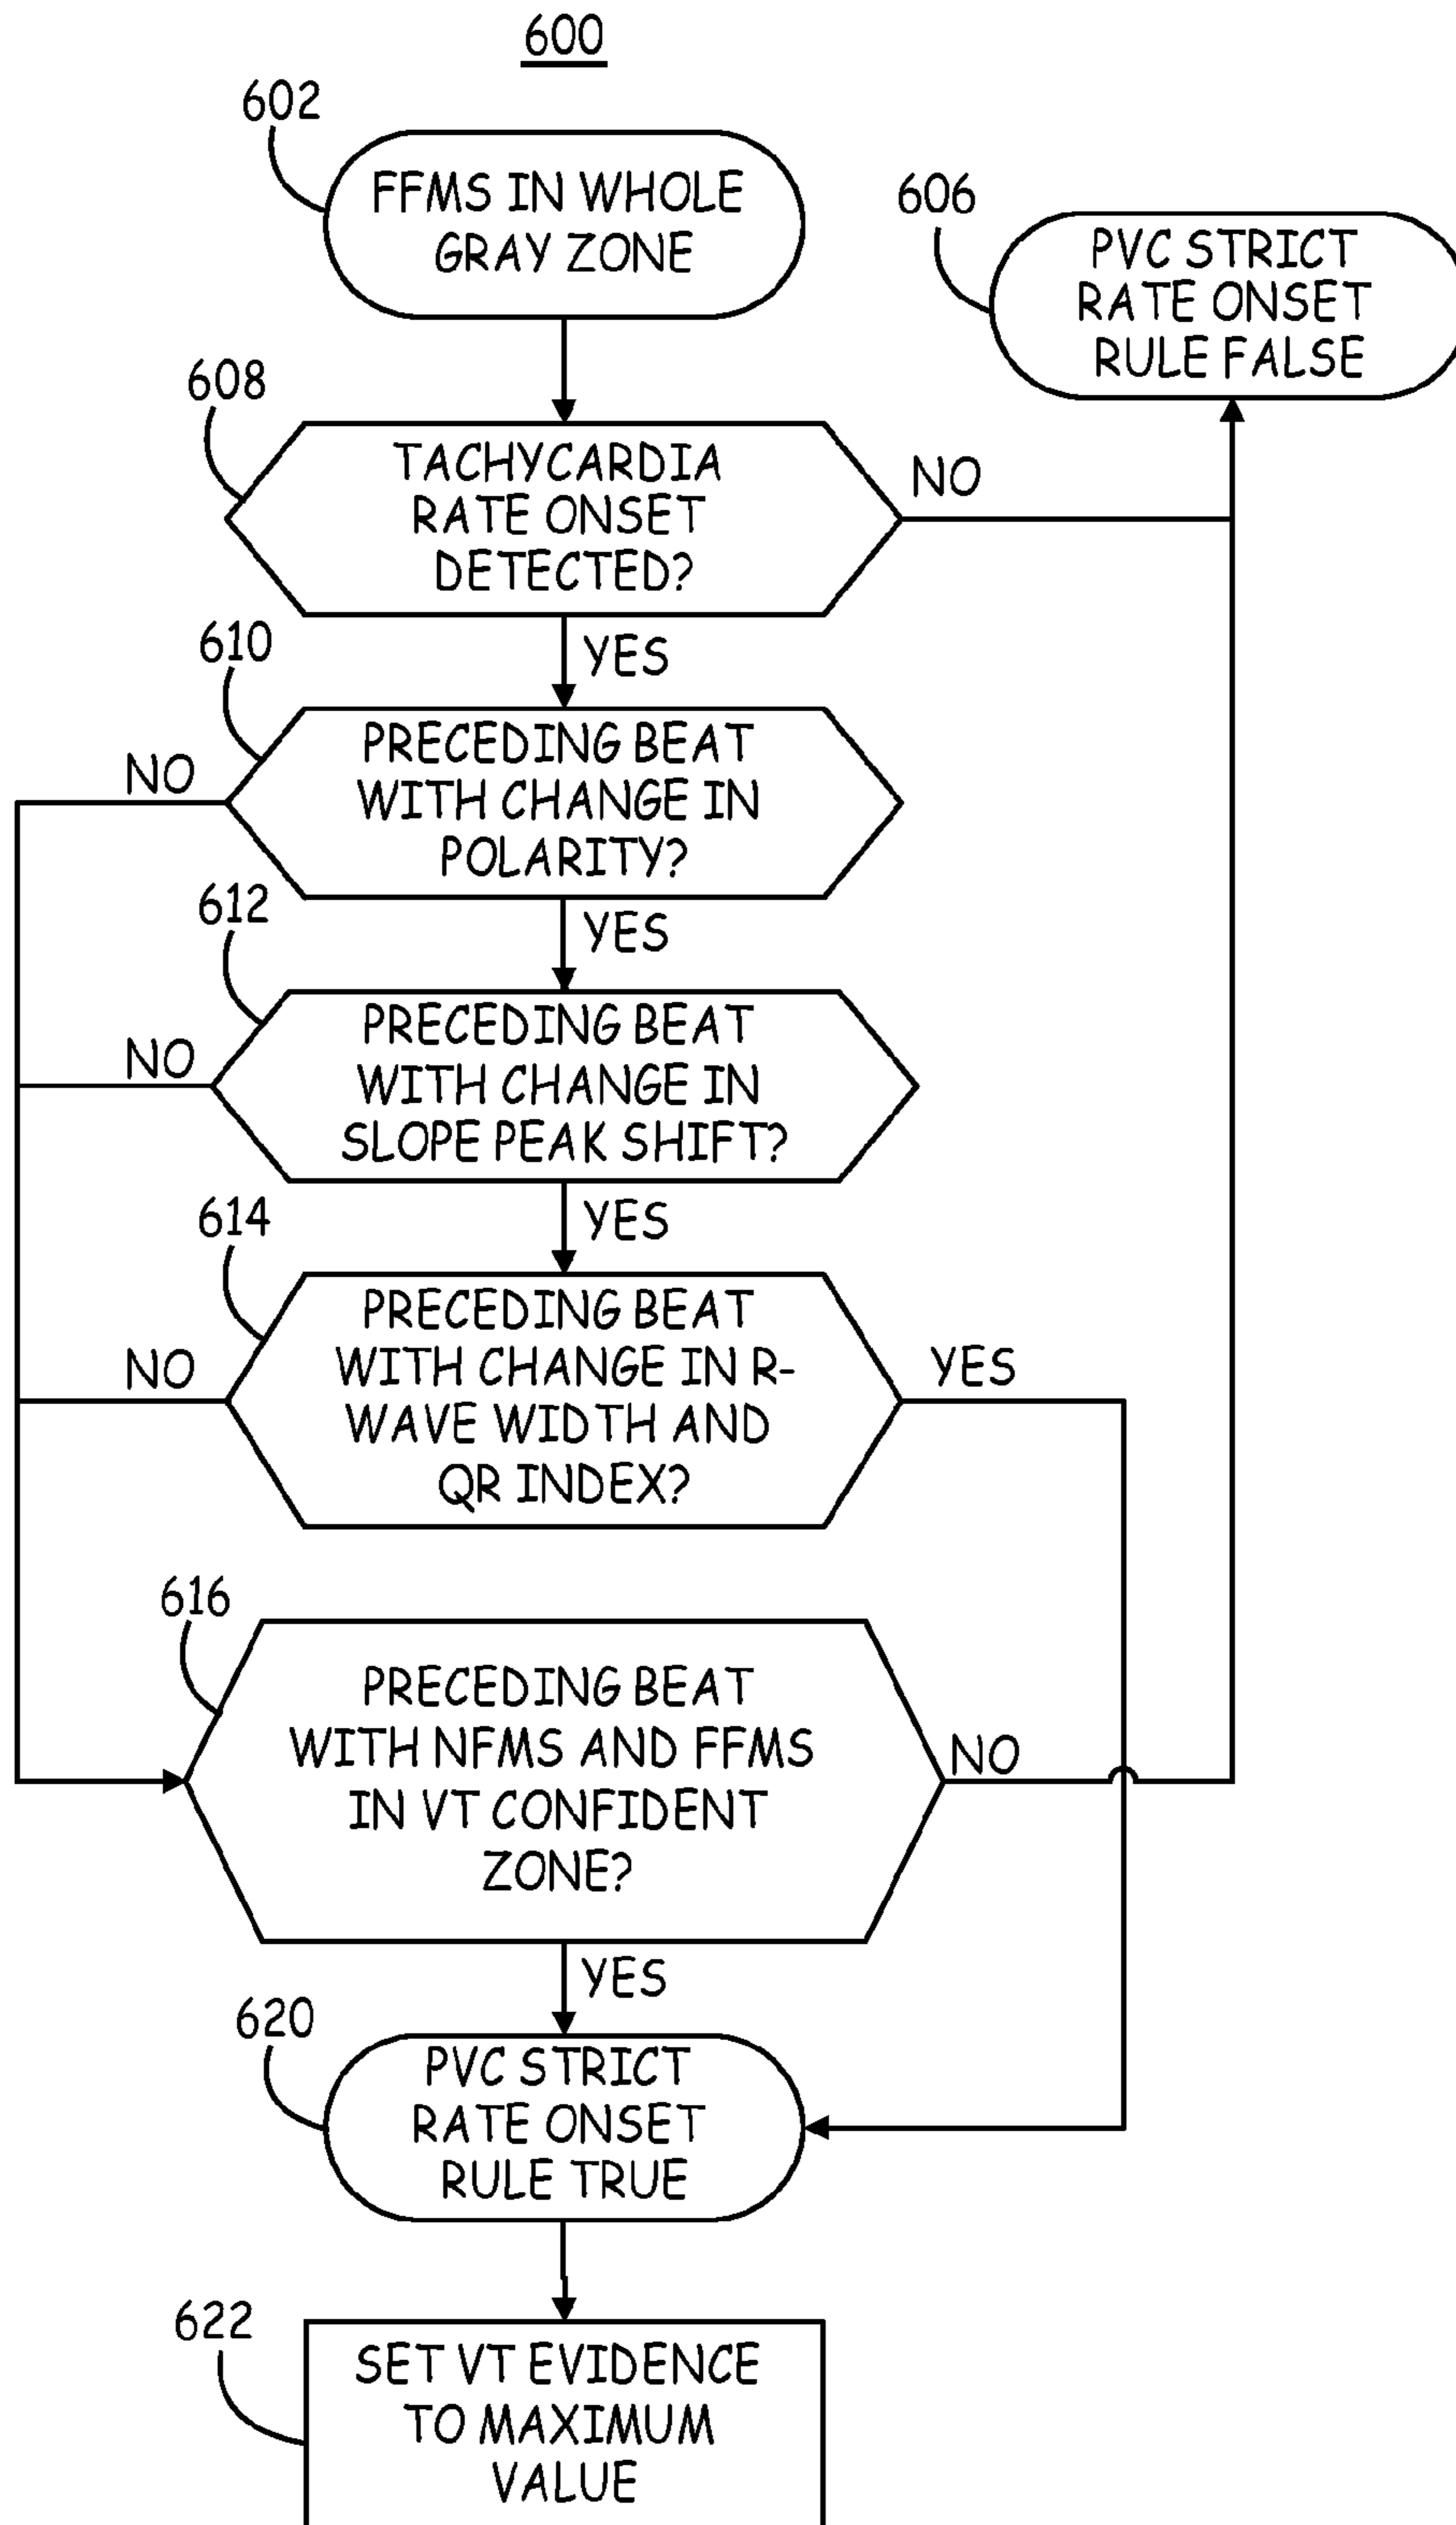 600
602
FFMS IN WHOLE
GRAY ZONE
606
PVC STRICT
RATE ONSET
RULE FALSE
608
TACHYCARDIA
RATE ONSET
DETECTED?
NO
YES
610
PRECEDING BEAT
WITH CHANGE IN
POLARITY?
NO
YES
612
PRECEDING BEAT
WITH CHANGE IN
SLOPE PEAK SHIFT?
NO
YES
614
PRECEDING BEAT
WITH CHANGE IN R-
WAVE WIDTH AND
QR INDEX?
NO
YES
616
PRECEDING BEAT
WITH NFMS AND FFMS
IN VT CONFIDENT
ZONE?
NO
YES
620
PVC STRICT
RATE ONSET
RULE TRUE
622
SET VT EVIDENCE
TO MAXIMUM
VALUE